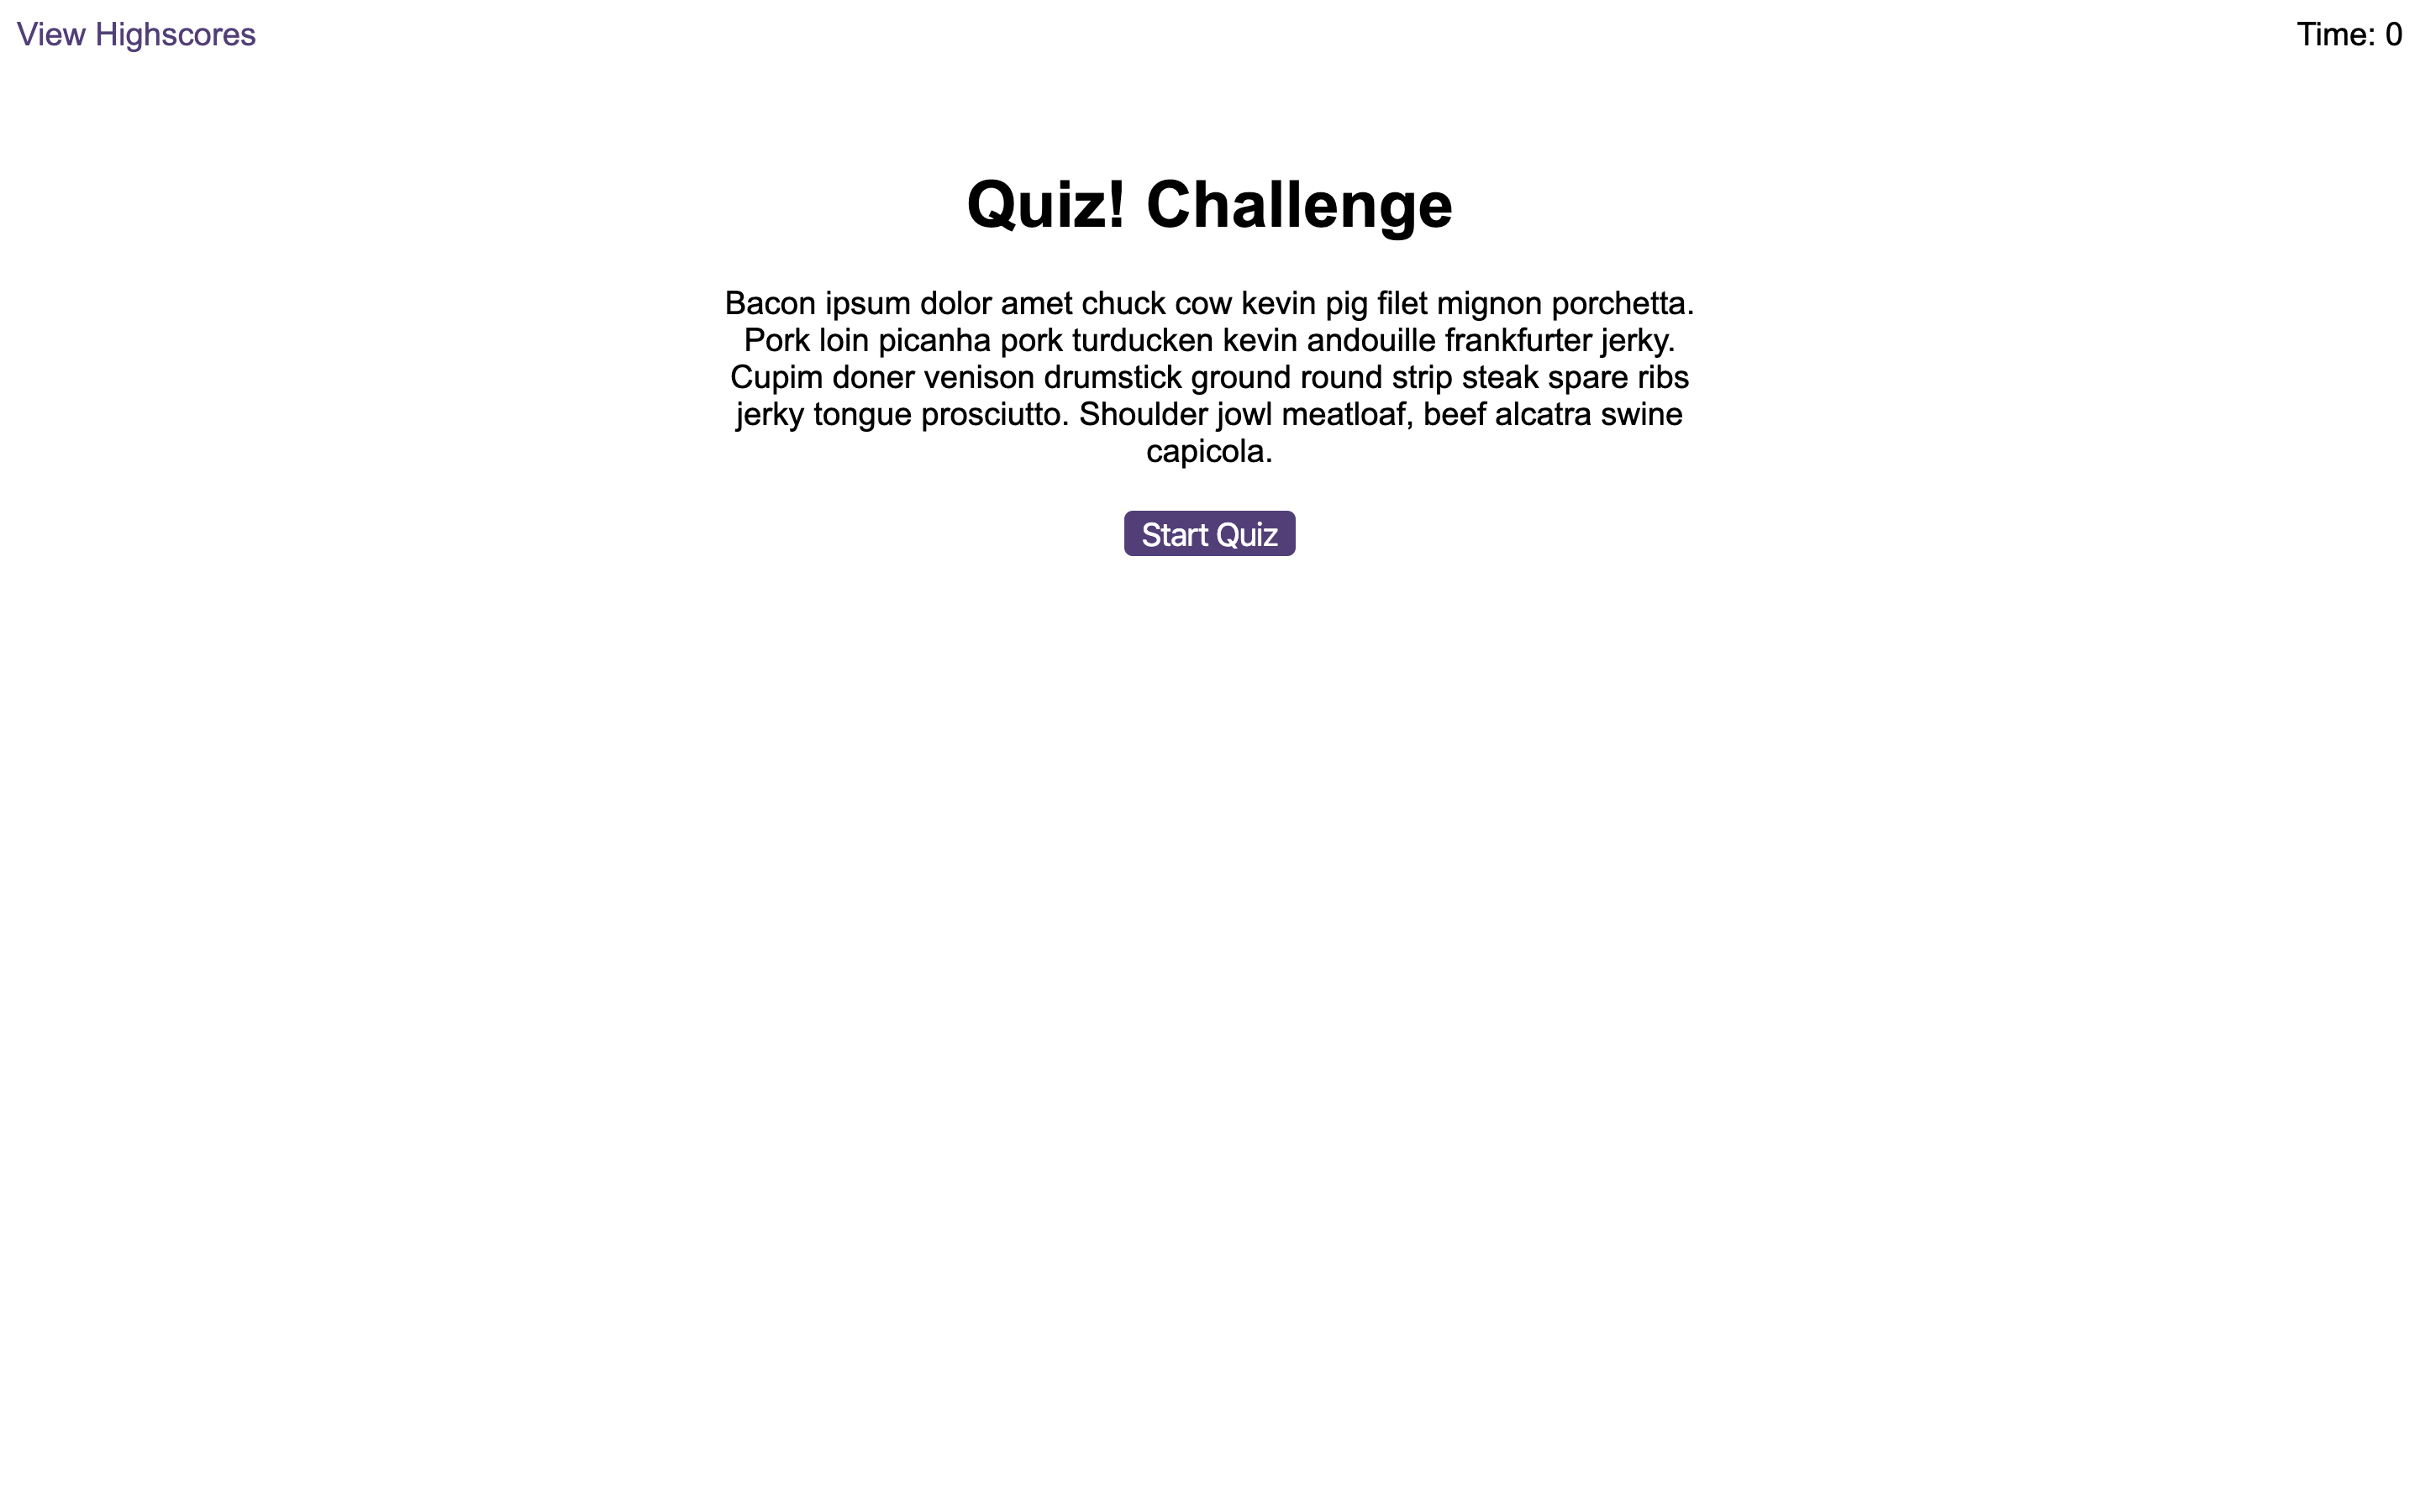 View Highscores
Time: 0
Quiz! Challenge
Bacon ipsum dolor amet chuck cow kevin pig filet mignon porchetta.
Pork loin picanha pork turducken kevin andouille frankfurter jerky.
Cupim doner venison drumstick ground round strip steak spare ribs
jerky tongue prosciutto. Shoulder jowl meatloaf, beef alcatra swine
capicola.
Start Quiz